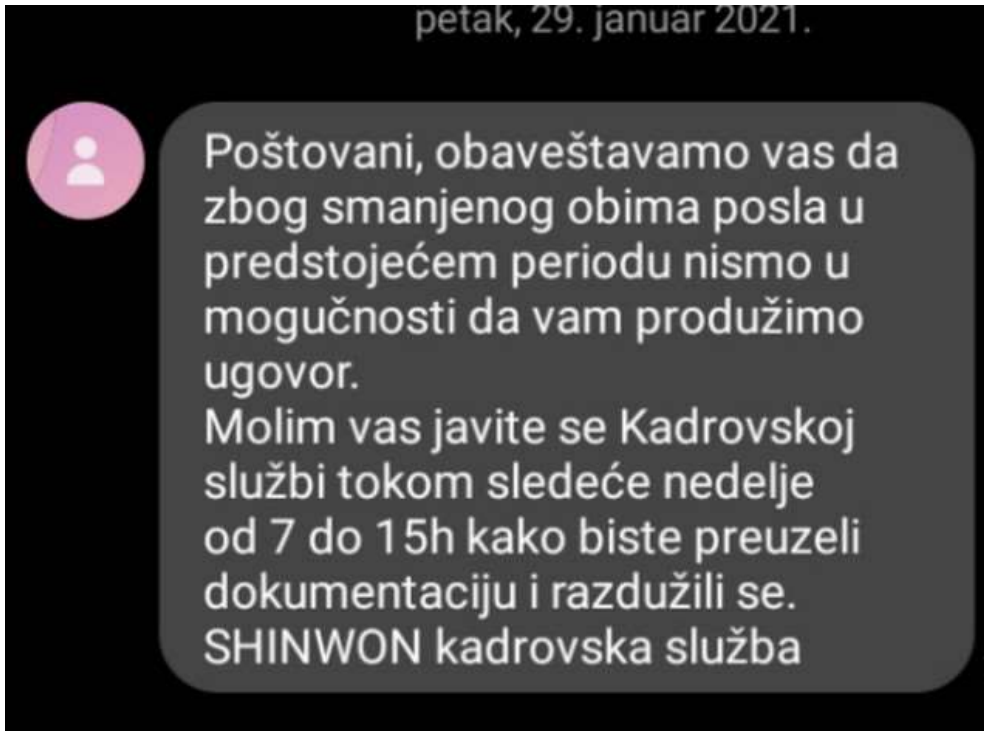 petak, 29. januar 2021.
Poštovani, obaveštavamo vas da
zbog smanjenog obima posla u
predstojećem periodu nismo u
mogučnosti da vam produžimo
ugovor.
Molim vas javite se Kadrovskoj
službi tokom sledeće nedelje
od 7 do 15h kako biste preuzeli
dokumentaciju i razdužili se.
SHINWON kadrovska služba